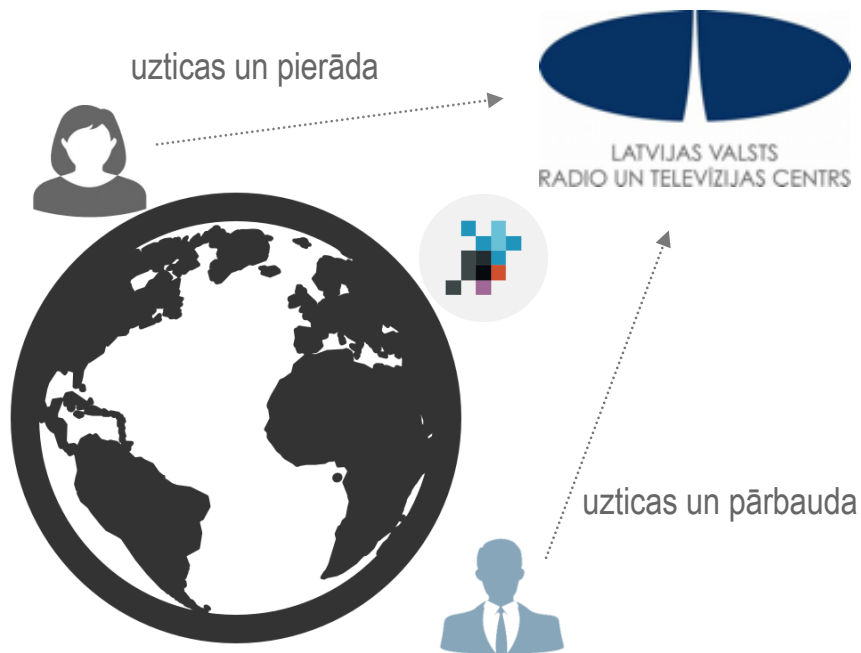 uzticas un pierāda
LATVIJAS VALSTS
RADIO UN TELEVĪZIJAS CENTRS
uzticas un pārbauda